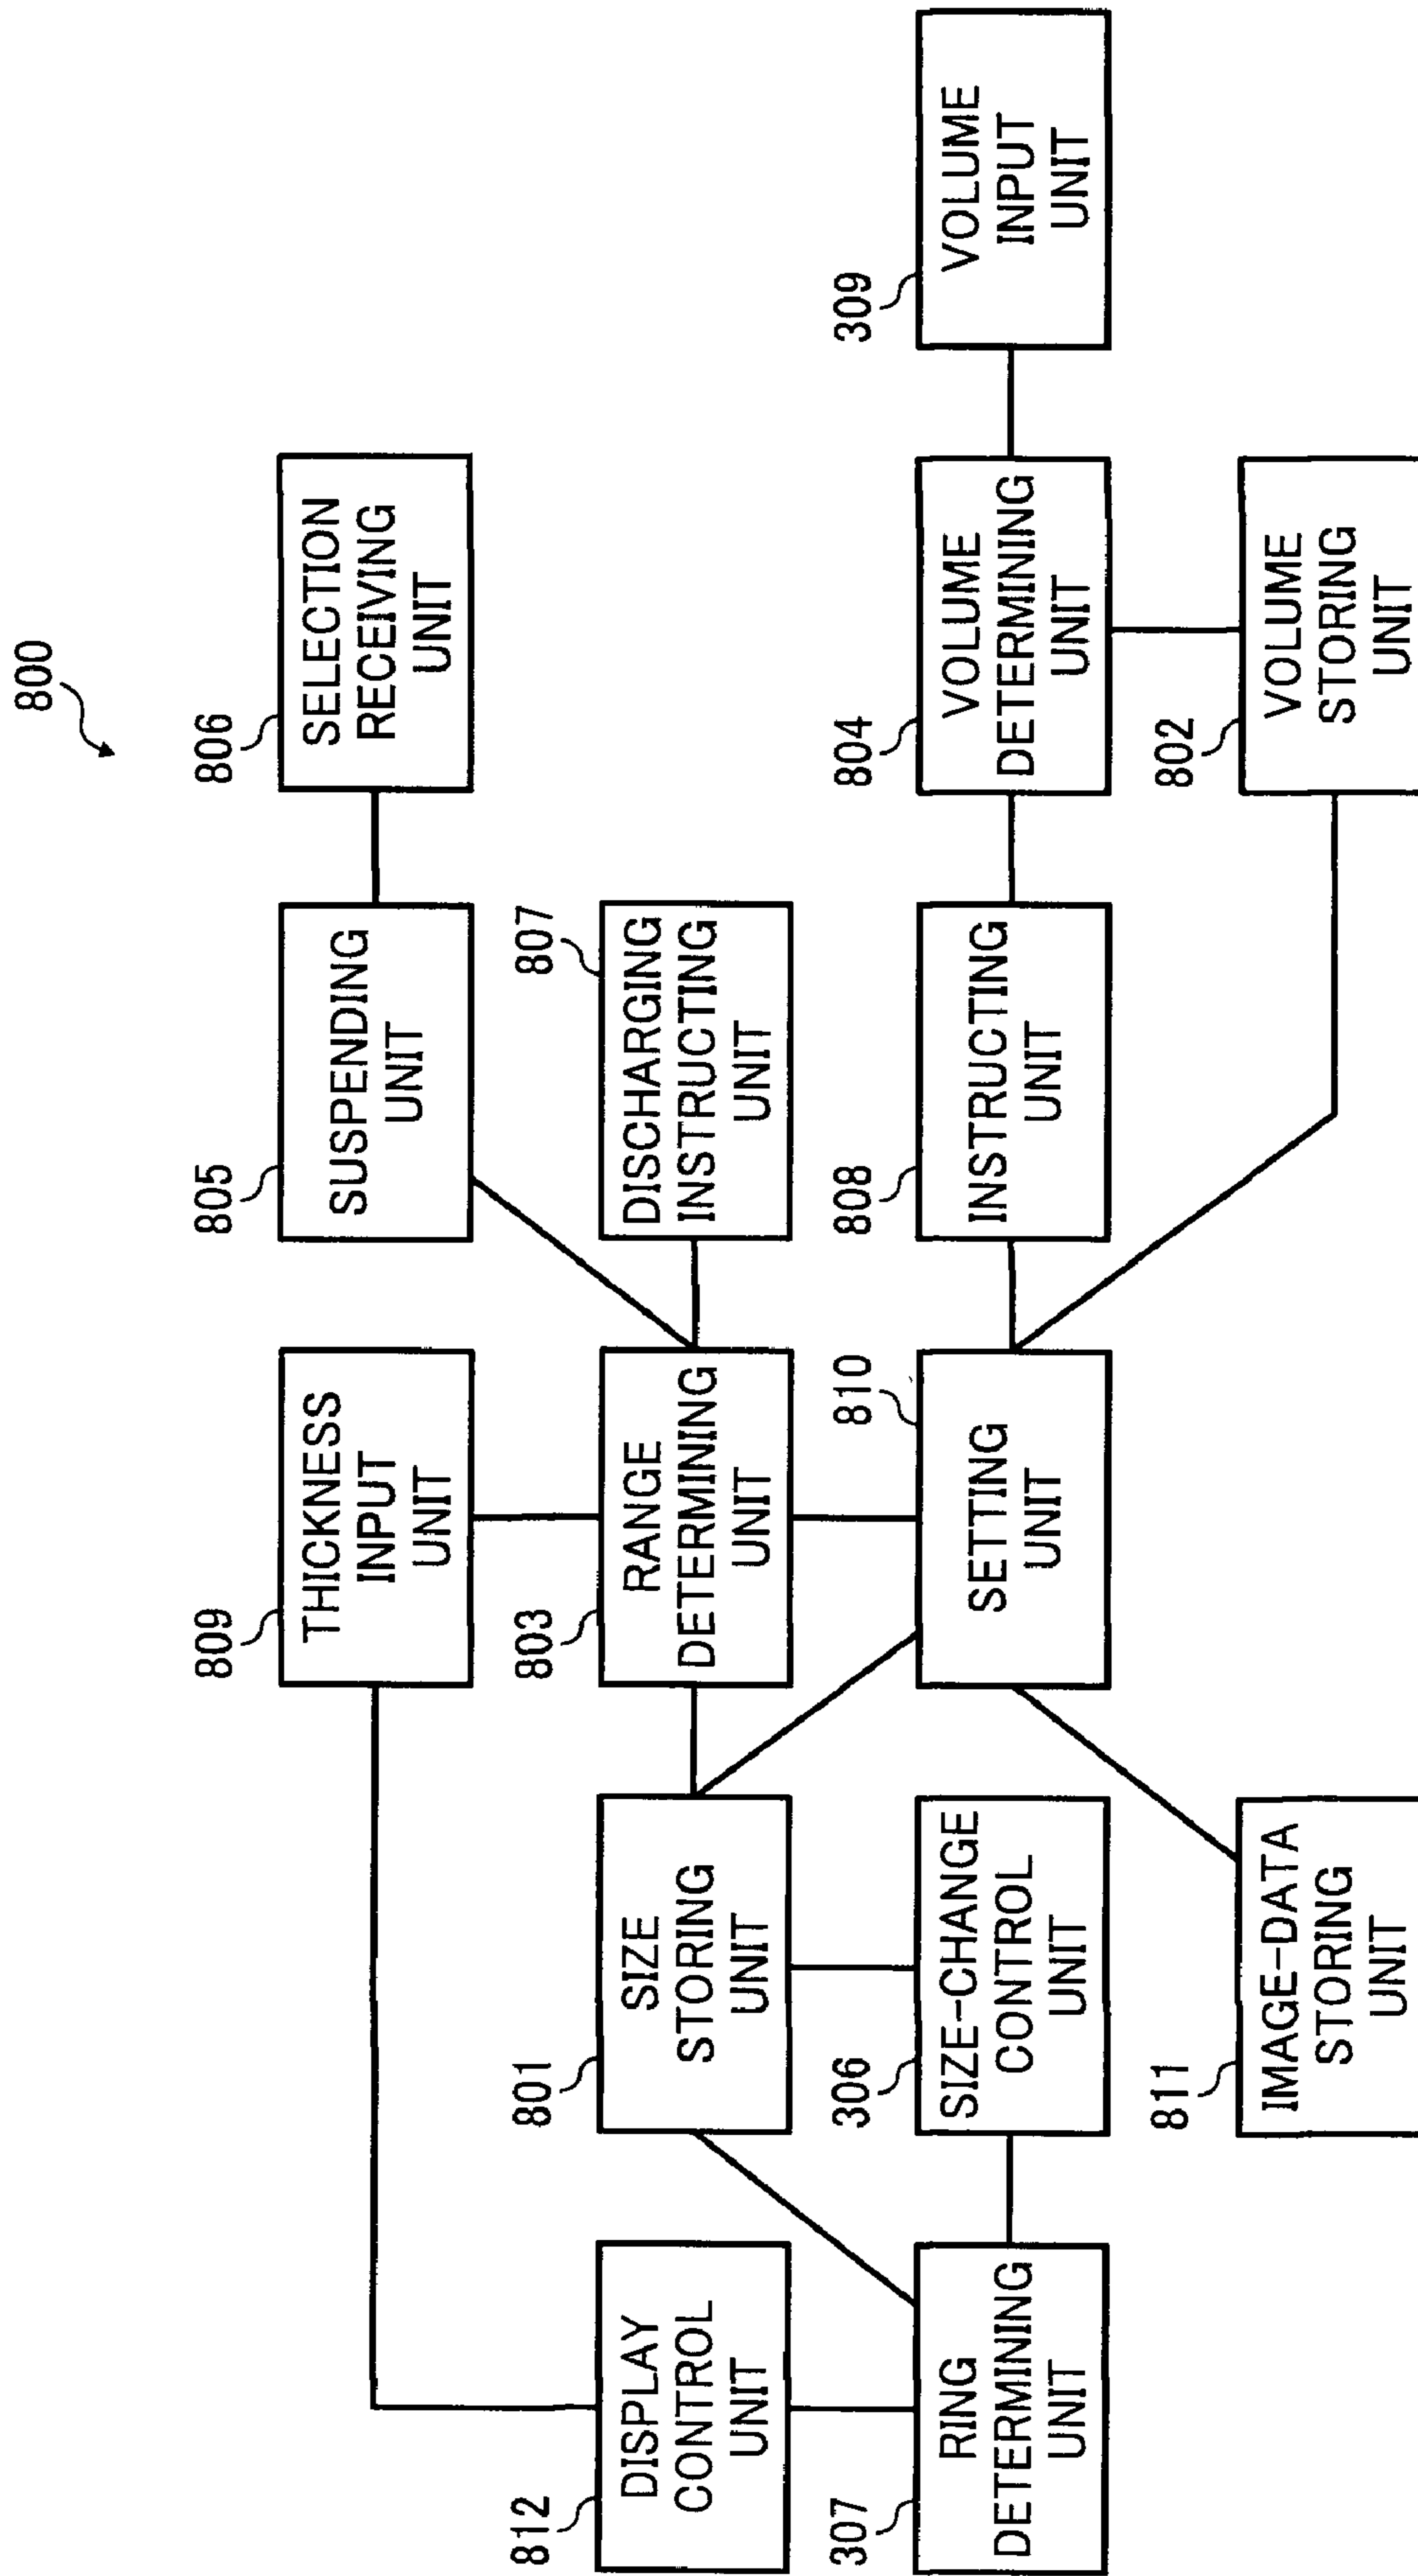 800
809
THICKNESS
INPUT
UNIT
805
SUSPENDING
UNIT
806
SELECTION
RECEIVING
UNIT
812
DISPLAY
CONTROL
UNIT
801
SIZE
STORING
UNIT
803
RANGE
DETERMINING
UNIT
807
DISCHARGING
INSTRUCTING
UNIT
307
RING
DETERMINING
UNIT
306
SIZE-CHANGE
CONTROL
UNIT
810
SETTING
UNIT
808
INSTRUCTING
UNIT
804
VOLUME
DETERMINING
UNIT
309
VOLUME
INPUT
UNIT
811
IMAGE-DATA
STORING
UNIT
802
VOLUME
STORING
UNIT